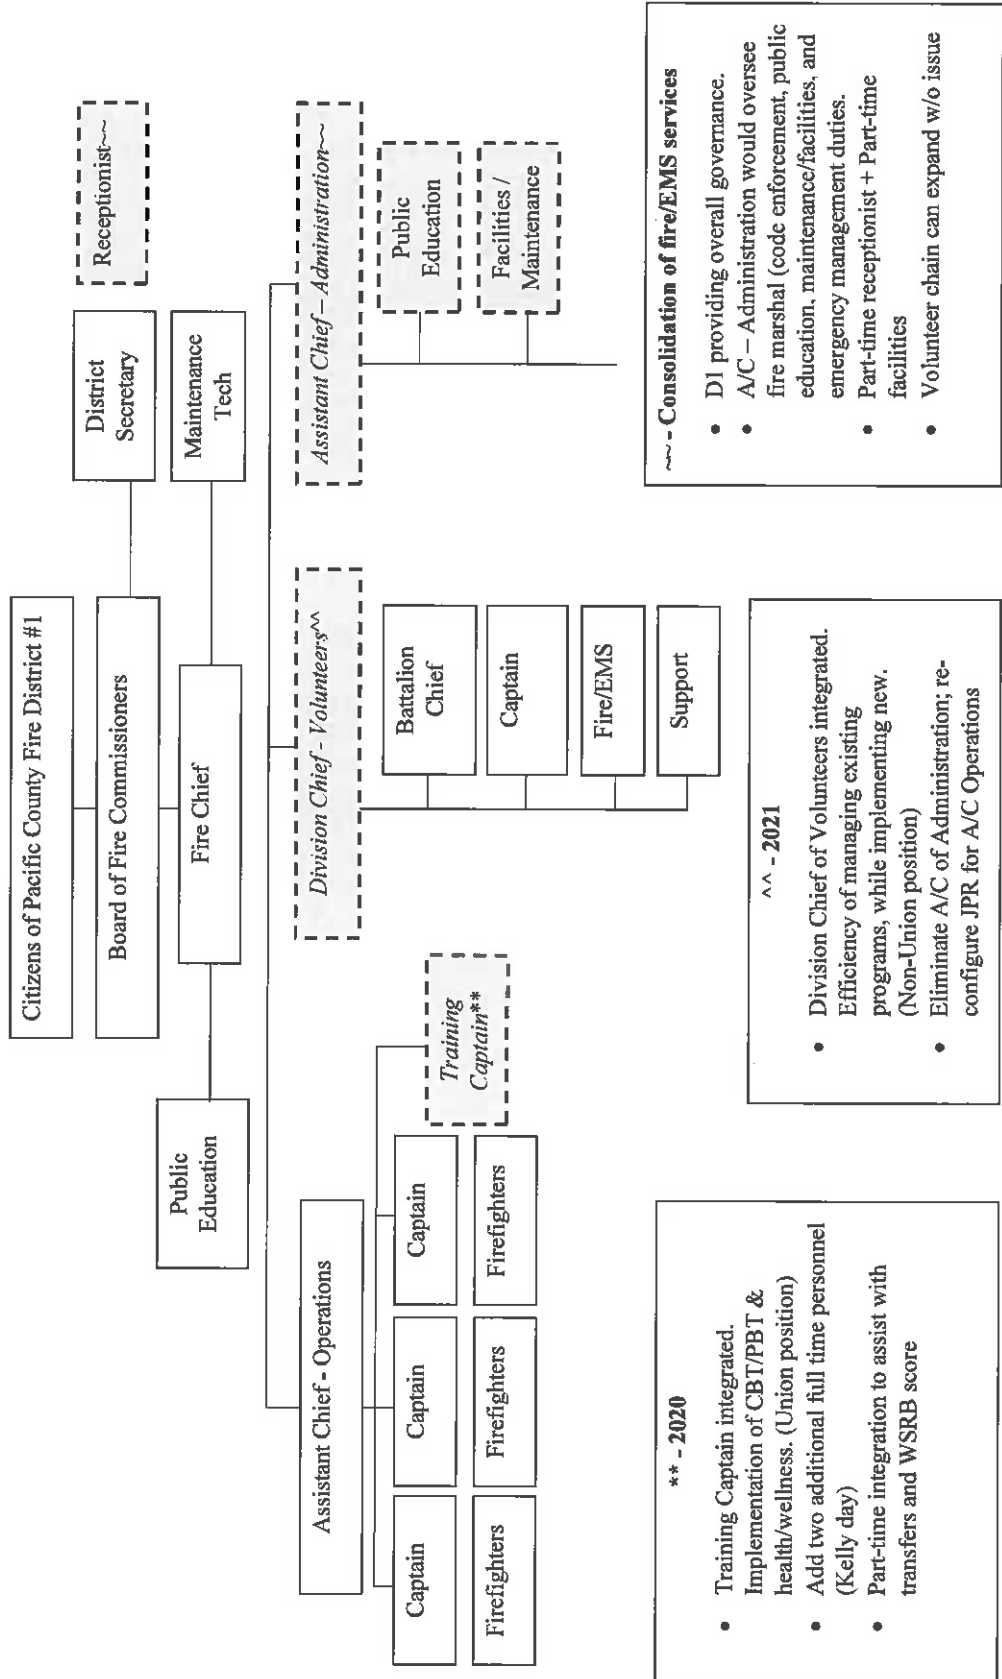 Citizens of Pacific County Fire District #1
Board of Fire Commissioners
District
Secretary
Receptionist~~
Fire Chief
Public
Education
Maintenance
Tech
Assistant Chief - Operations
Division Chief - Volunteers^^
Assistant Chief – Administration~~
Captain
Captain
Captain
Training
Captain**
Firefighters
Firefighters
Firefighters
Battalion
Chief
Captain
Fire/EMS
Support
Public
Education
Facilities /
Maintenance
** - 2020
• Training Captain integrated.
Implementation of CBT/PBT &
health/wellness. (Union position)
• Add two additional full time personnel
(Kelly day)
• Part-time integration to assist with
transfers and WSRB score
^^ - 2021
• Division Chief of Volunteers integrated.
Efficiency of managing existing
programs, while implementing new.
(Non-Union position)
• Eliminate A/C of Administration; re-
configure JPR for A/C Operations
~~ - Consolidation of fire/EMS services
• D1 providing overall governance.
• A/C – Administration would oversee
fire marshal (code enforcement, public
education, maintenance/facilities, and
emergency management duties.
• Part-time receptionist + Part-time
facilities
• Volunteer chain can expand w/o issue